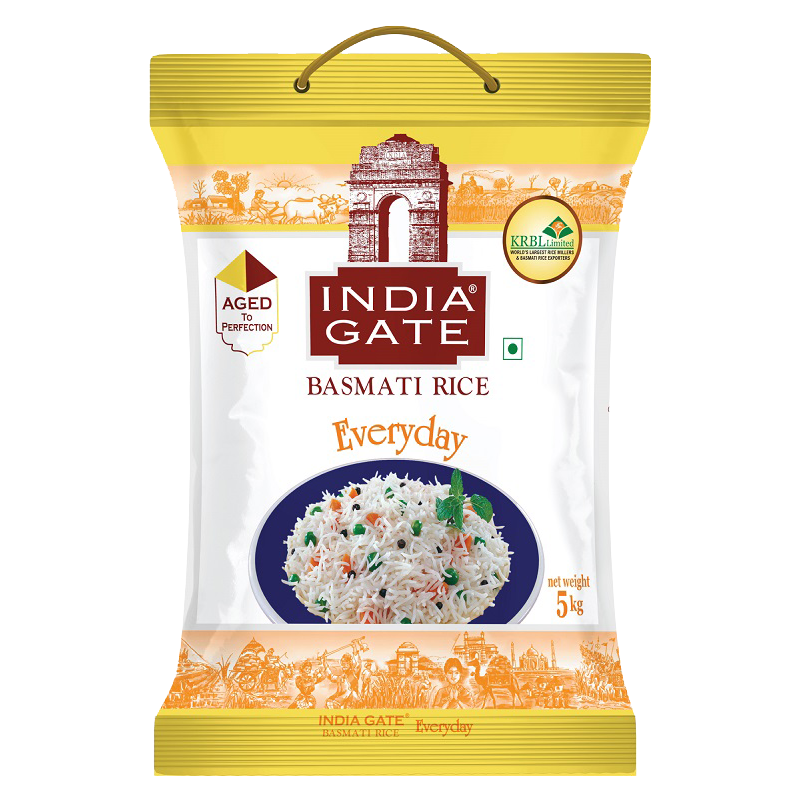 INDIA
KRBL Limited
WORLD'S LARGEST RICE MILLERS
& BASMATI RICE EXPORTERS
AGED
To
PERFECTION
INDIA®
GATE
BASMATI RICE
Everyday
net weight
5kg
INDIA GATE®
BASMATI RICE
Everyday